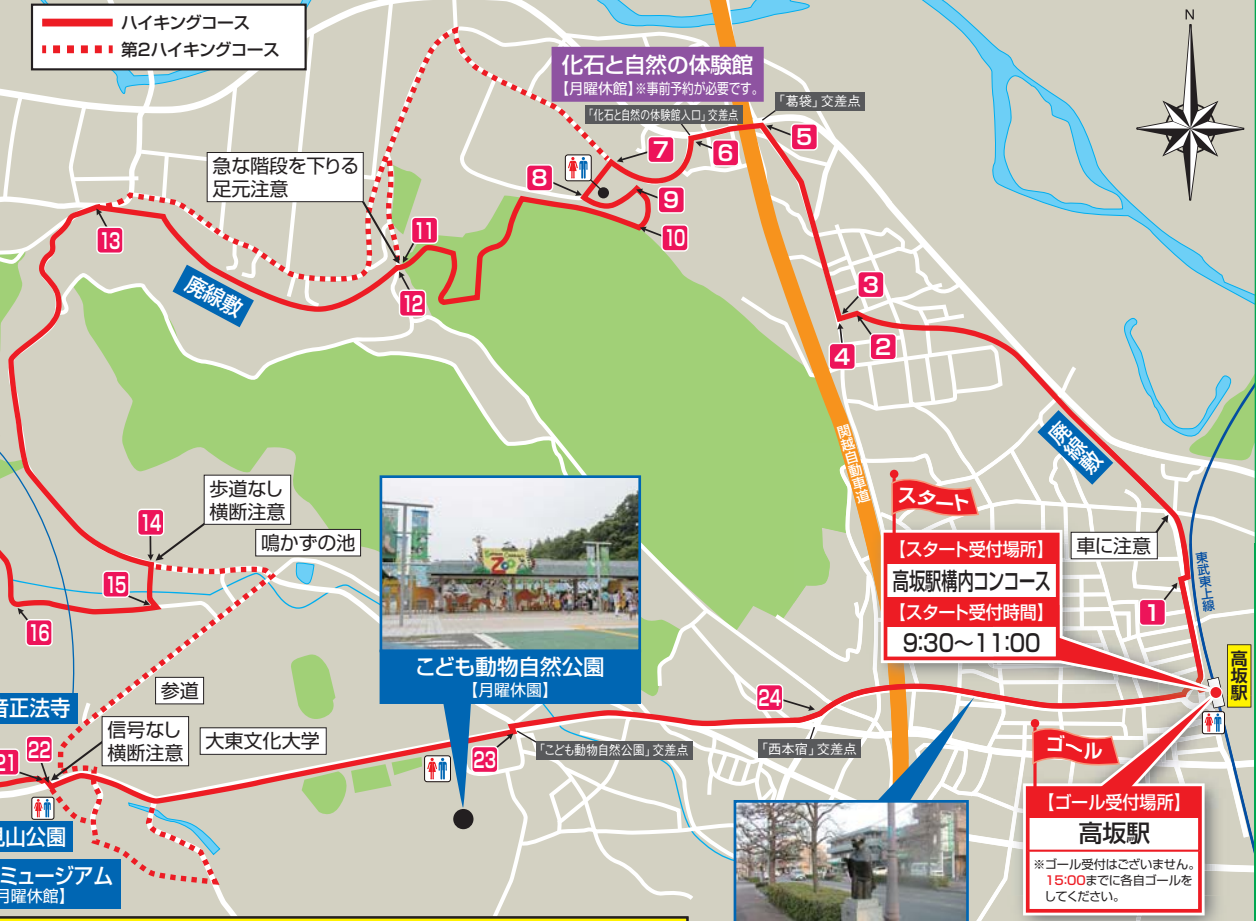 ハイキングコース
第2ハイキングコース
N
化石と自然の体験館
【月曜休館】※事前予約が必要です。
「葛袋」交差点
「化石と自然の体験館入口」交差点
5
6
7
8
9
10
急な階段を下りる
足元注意
11
12
13
廃線敷
3
2
4
関越自動車道
廃線敷
スタート
【スタート受付場所】
高坂駅構内コンコース
【スタート受付時間】
9:30〜11:00
車に注意
東武東上線
1
高坂駅
歩道なし
横断注意
14
鳴かずの池
15
16
ZOO
こども動物自然公園
【月曜休園】
参道
音正法寺
信号なし
横断注意
大東文化大学
21
22
23
「こども動物自然公園」交差点
24
「西本宿」交差点
ゴール
【ゴール受付場所】
高坂駅
※ゴール受付はございません。
15:00までに各自ゴールを
してください。
見山公園
ミュージアム
月曜休館】